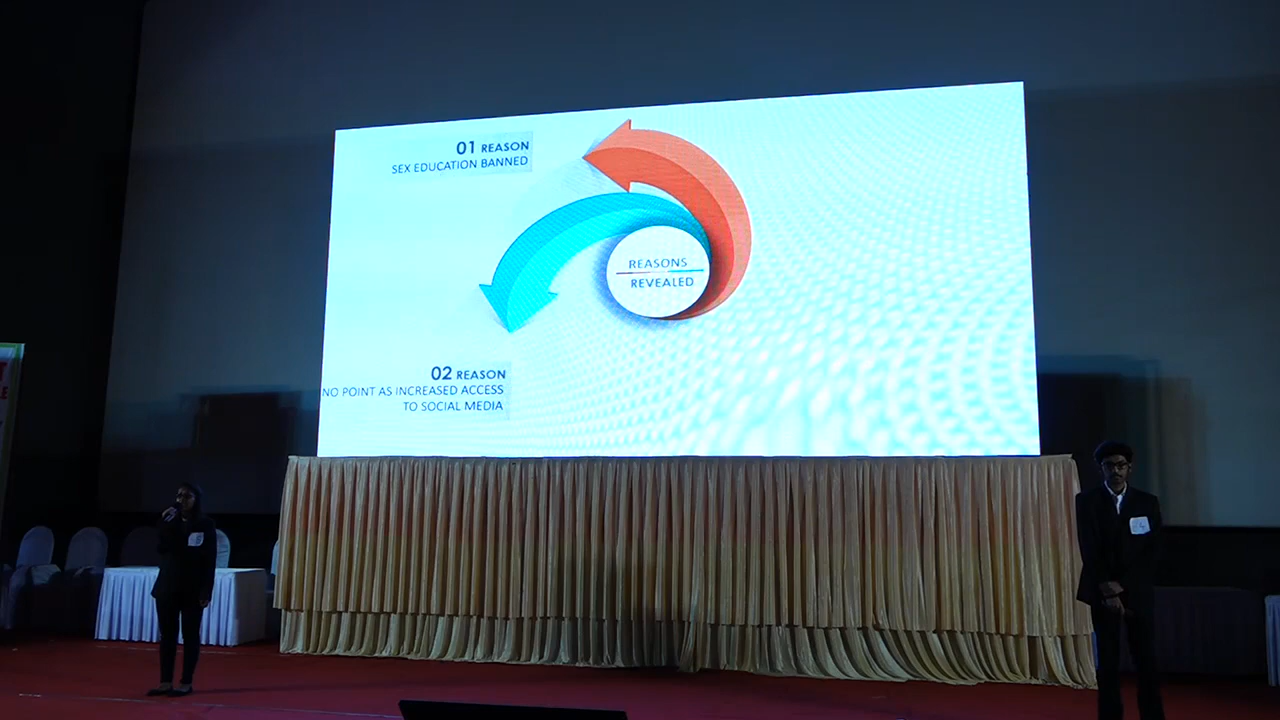 01 REASON
SEX EDUCATION BANNED
REASONS
REVEALED
02 REASON
NO POINT AS INCREASED ACCESS
TO SOCIAL MEDIA